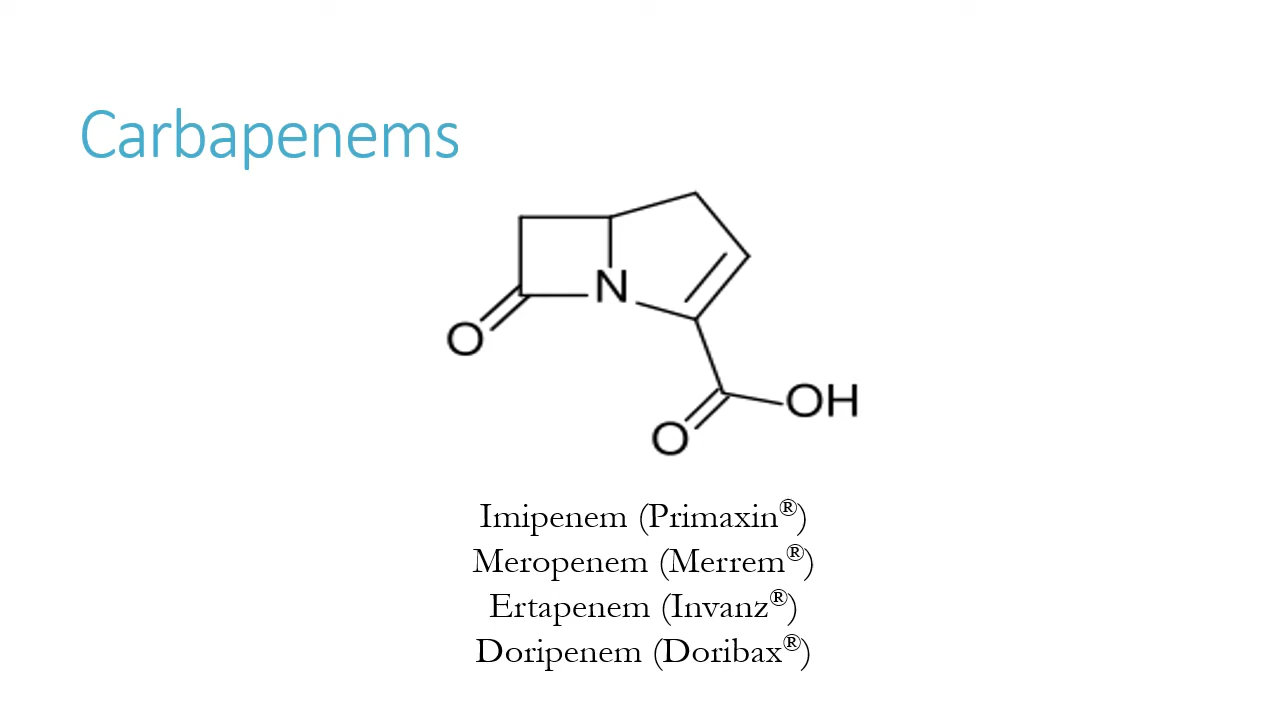 Carbapenems
N
O
OH
O
Imipenem (Primaxin®)
Meropenem (Merrem®)
Ertapenem (Invanz®)
Doripenem (Doribax®)